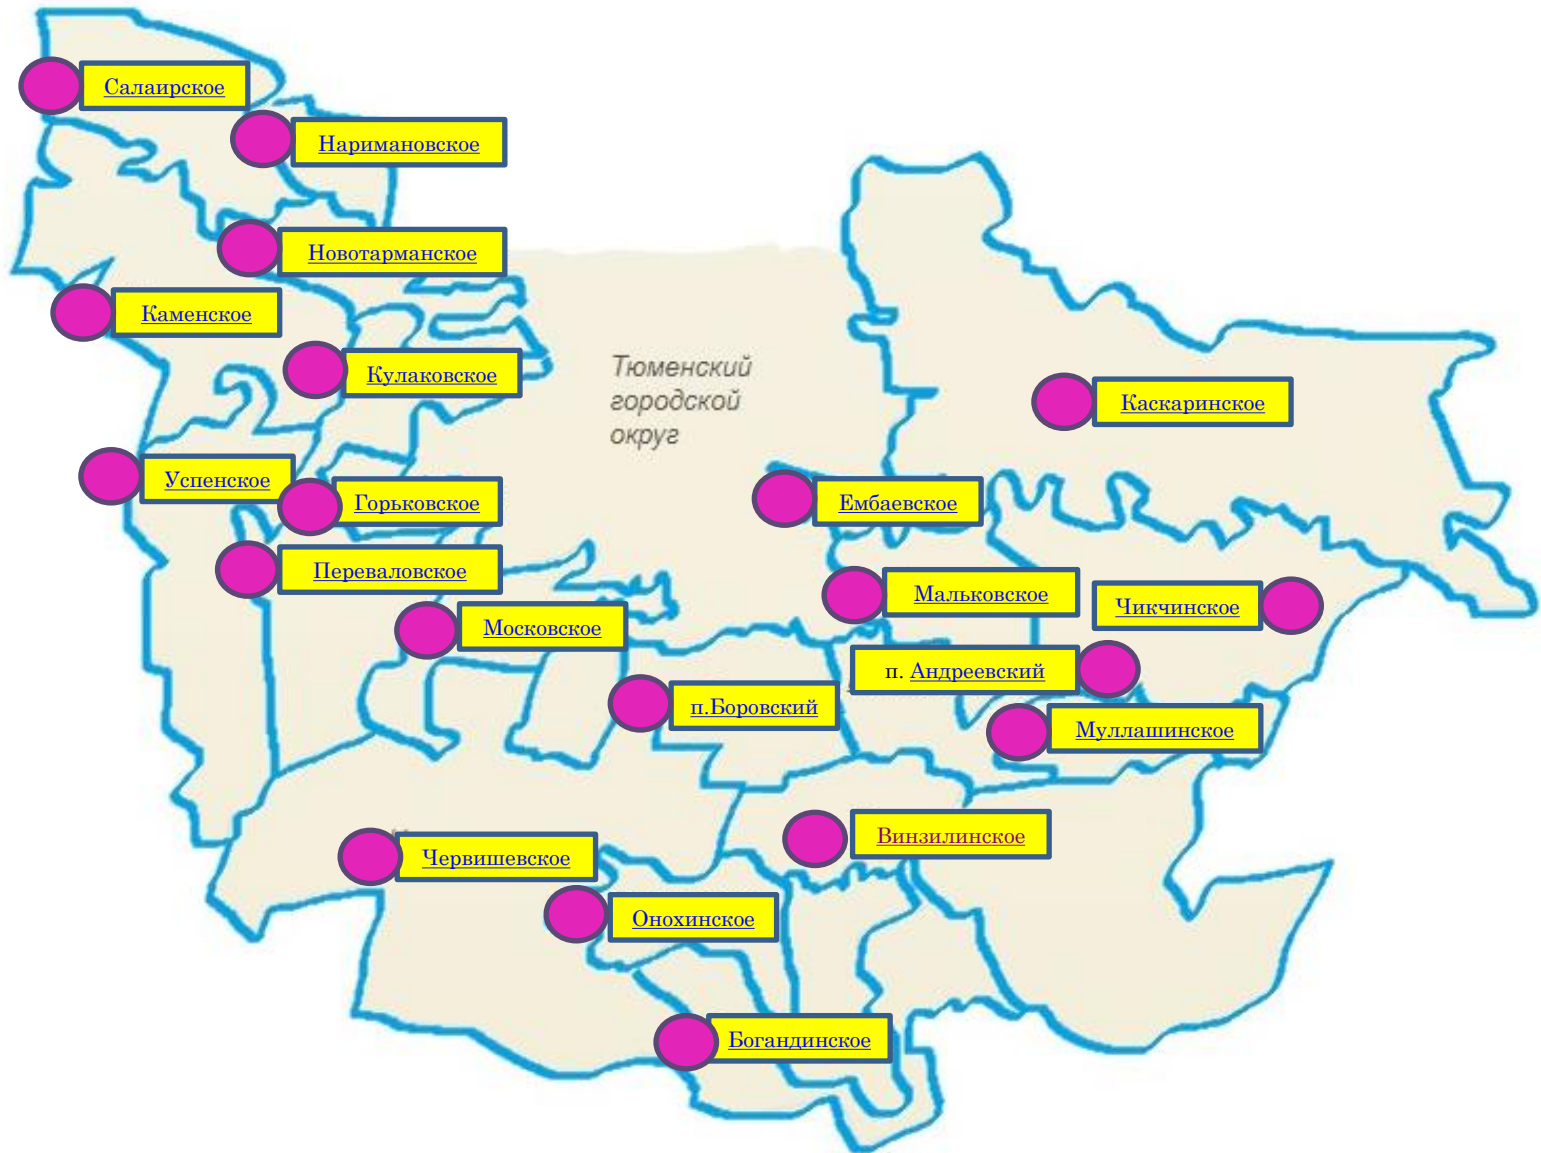 Салаирское
Наримановское
Новотарманское
Каменское
Кулаковское
Тюменский
городской
округ
Каскаринское
Успенское
Горьковское
Ембаевское
Переваловское
Мальковское
Чикчинское
Московское
п. Андреевский
п.Боровский
Муллашинское
Винзилинское
Червишевское
Онохинское
Богандинское